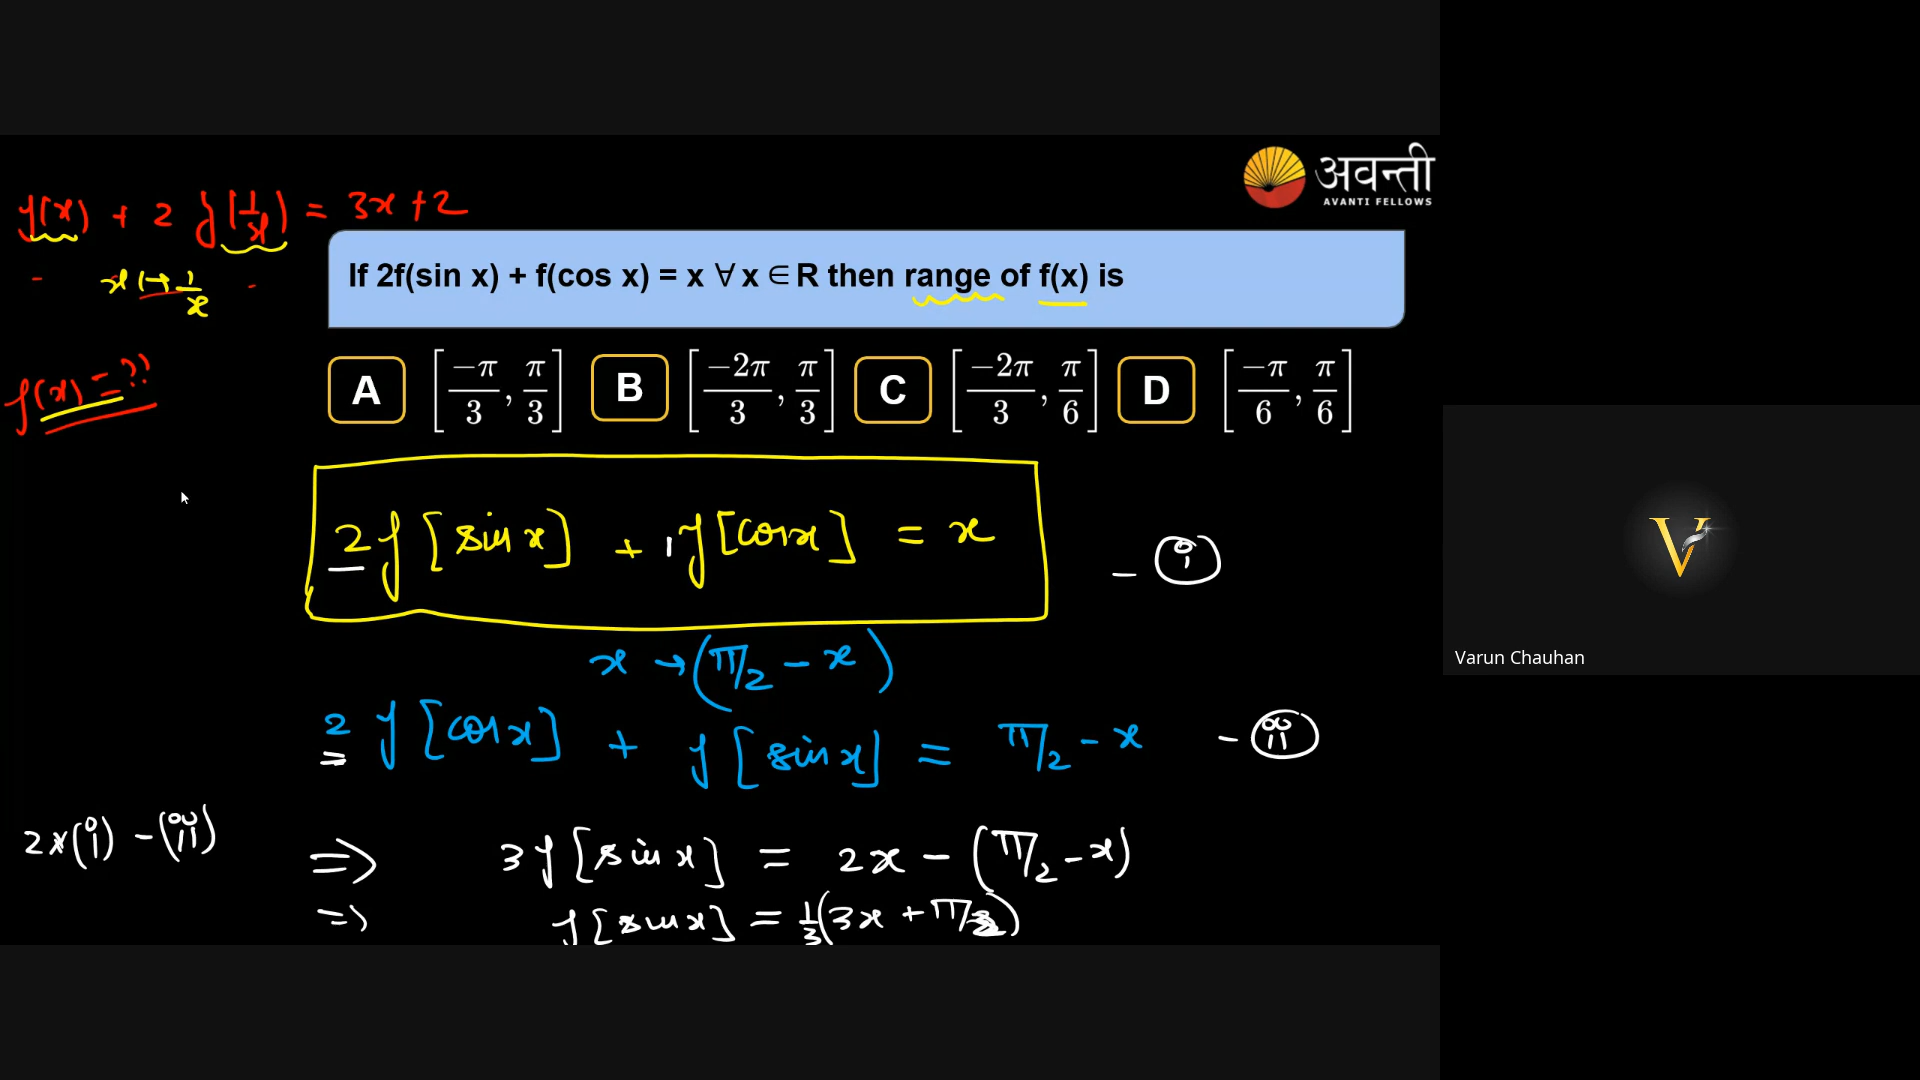 अवन्ती
AVANTI FELLOWS
f(x) + 2 f(1/x) = 3x + 2
x → 1/x
f(x) = ??
If 2f(sin x) + f(cos x) = x ∀ x ∈ R then range of f(x) is
A [-π/3, π/3] B [-2π/3, π/3] C [-2π/3, π/6] D [-π/6, π/6]
2f[sin x] + 1f[cos x] = x - (i)
x → (π/2 - x)
2 f[cos x] + f[sin x] = π/2 - x - (ii)
2x(i) - (ii) => 3f[sin x] = 2x - (π/2 - x)
=> f[sin x] = 1/3(3x + π/2)
V
Varun Chauhan